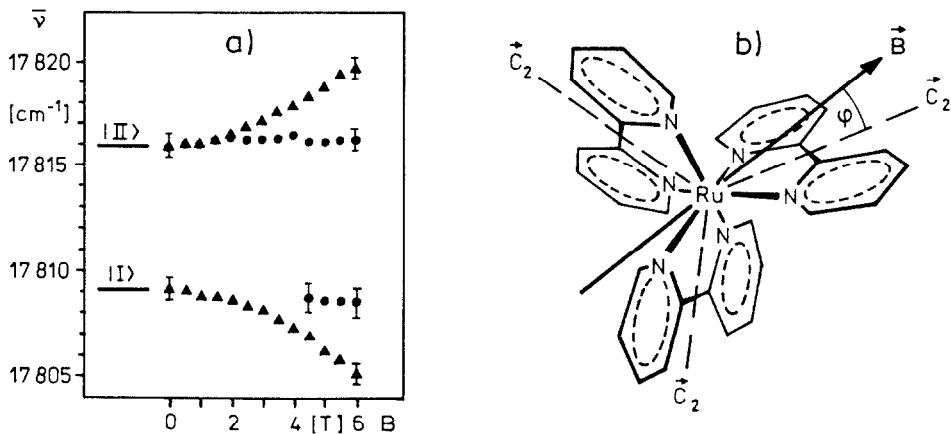 ν̄
a)
17 820
[cm⁻¹]
|II⟩
17 815
17 810
|I⟩
17 805
0 2 4 [T] 6 B
b)
B⃗
C⃗₂
C⃗₂
φ
N
N
N
Ru
N
N
N
C⃗₂